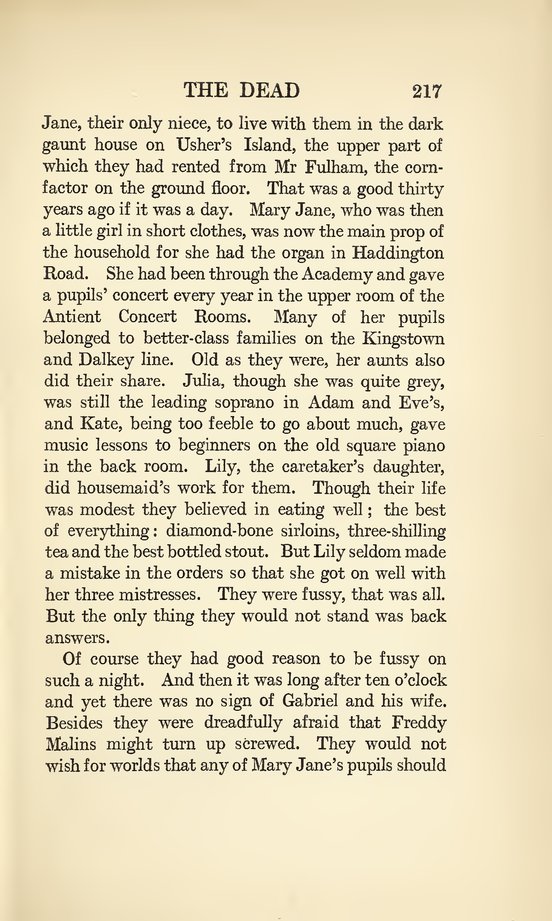 THE DEAD 217
Jane, their only niece, to live with them in the dark
gaunt house on Usher's Island, the upper part of
which they had rented from Mr Fulham, the corn-
factor on the ground floor. That was a good thirty
years ago if it was a day. Mary Jane, who was then
a little girl in short clothes, was now the main prop of
the household for she had the organ in Haddington
Road. She had been through the Academy and gave
a pupils' concert every year in the upper room of the
Antient Concert Rooms. Many of her pupils
belonged to better-class families on the Kingstown
and Dalkey line. Old as they were, her aunts also
did their share. Julia, though she was quite grey,
was still the leading soprano in Adam and Eve's,
and Kate, being too feeble to go about much, gave
music lessons to beginners on the old square piano
in the back room. Lily, the caretaker's daughter,
did housemaid's work for them. Though their life
was modest they believed in eating well; the best
of everything: diamond-bone sirloins, three-shilling
tea and the best bottled stout. But Lily seldom made
a mistake in the orders so that she got on well with
her three mistresses. They were fussy, that was all.
But the only thing they would not stand was back
answers.
Of course they had good reason to be fussy on
such a night. And then it was long after ten o'clock
and yet there was no sign of Gabriel and his wife.
Besides they were dreadfully afraid that Freddy
Malins might turn up screwed. They would not
wish for worlds that any of Mary Jane's pupils should